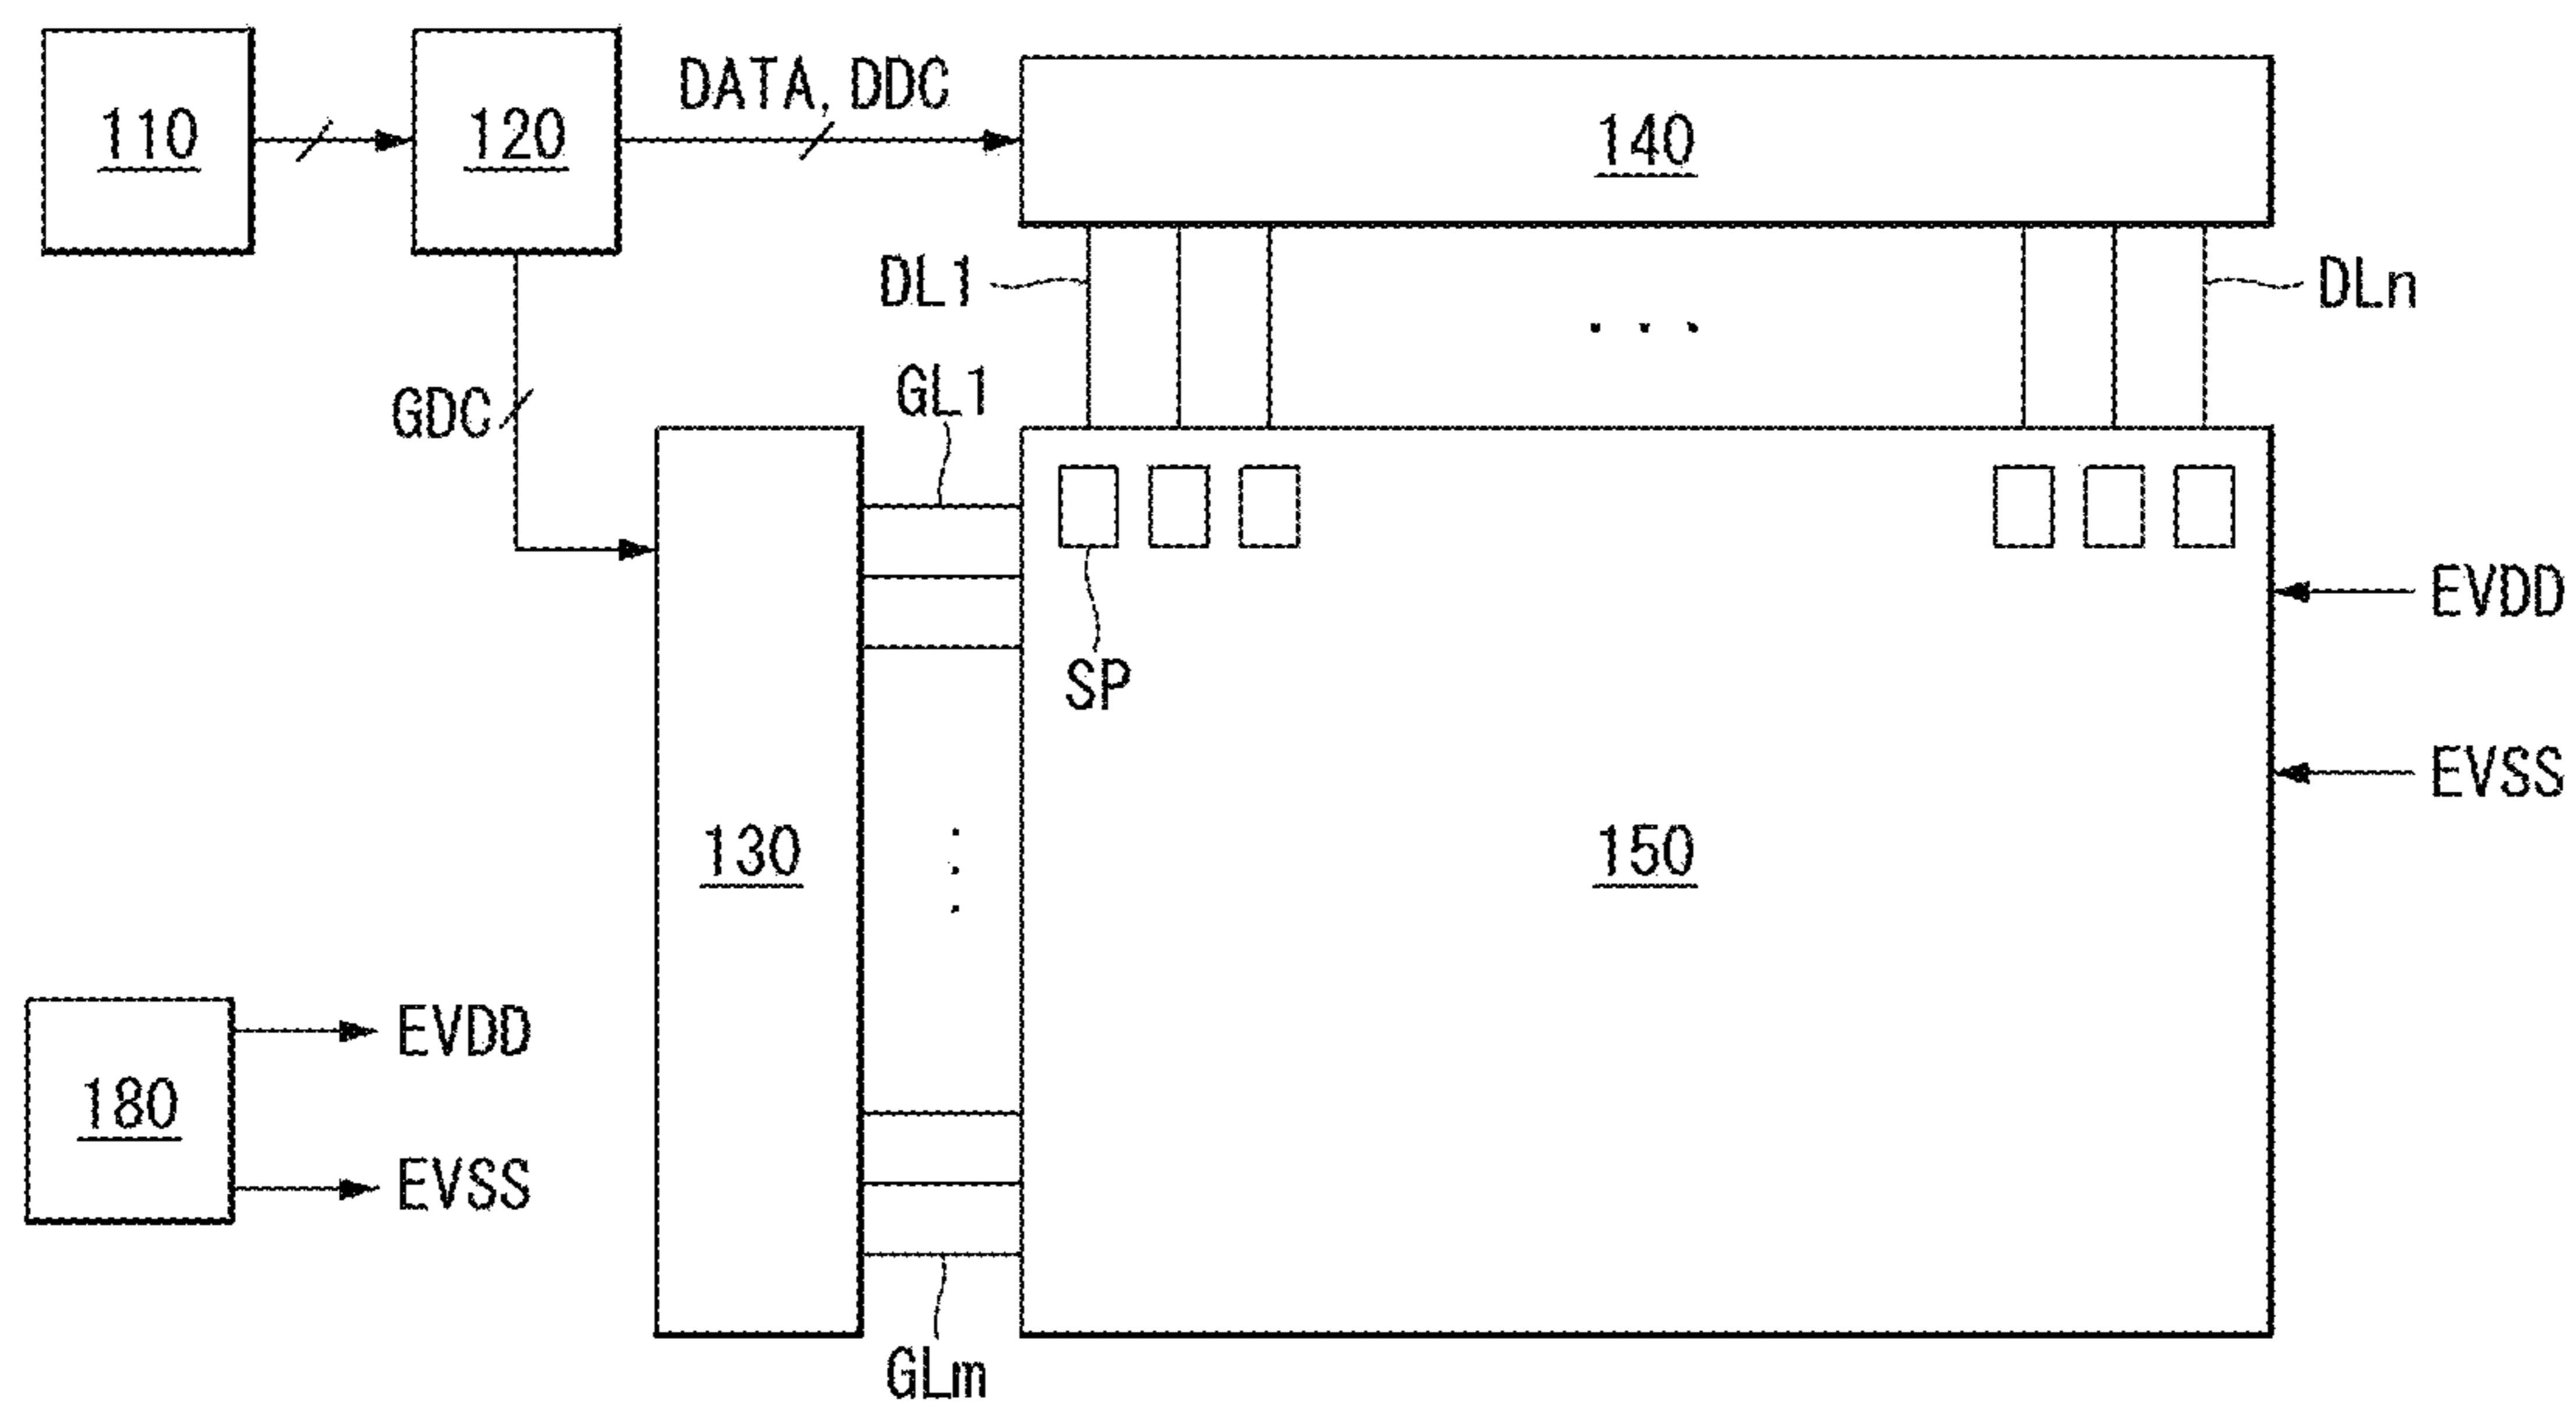 110
120
DATA, DDC
140
DL1
DLn
GDC
GL1
SP
EVDD
EVSS
130
150
180
EVDD
EVSS
GLm